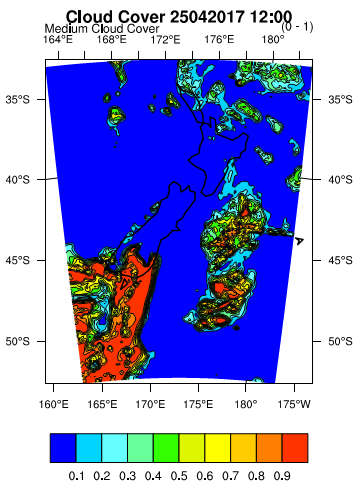 Cloud Cover 25042017 12:00
Medium Cloud Cover (0 - 1)
164°E 168°E 172°E 176°E 180°
35°S 35°S
40°S 40°S
45°S 45°S
50°S 50°S
160°E 165°E 170°E 175°E 180° 175°W
0.1 0.2 0.3 0.4 0.5 0.6 0.7 0.8 0.9